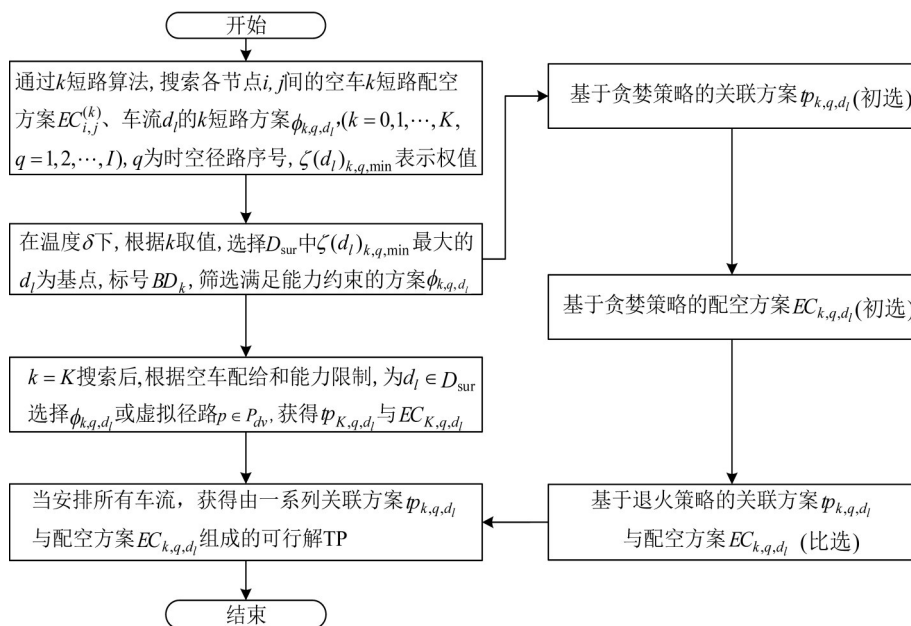 开始
通过k短路算法,搜索各节点i,j间的空车k短路配空
方案EC_{i,j}^{(k)}、车流d_l的k短路方案ϕ_{k,q,d_l},(k=0,1,⋯,K,
q=1,2,⋯,I),q为时空径路序号,ζ(d_l)_{k,q,min}表示权值
在温度δ下,根据k取值,选择D_{sur}中ζ(d_l)_{k,q,min}最大的
d_l为基点,标号BD_k,筛选满足能力约束的方案ϕ_{k,q,d_l}
k=K搜索后,根据空车配给和能力限制,为d_l∈D_{sur}
选择ϕ_{k,q,d_l}或虚拟径路p∈P_{dv},获得tp_{K,q,d_l}与EC_{K,q,d_l}
当安排所有车流，获得由一系列关联方案tp_{k,q,d_l}
与配空方案EC_{k,q,d_l}组成的可行解TP
结束
基于贪婪策略的关联方案tp_{k,q,d_l}(初选)
基于贪婪策略的配空方案EC_{k,q,d_l}(初选)
基于退火策略的关联方案tp_{k,q,d_l}
与配空方案EC_{k,q,d_l}(比选)